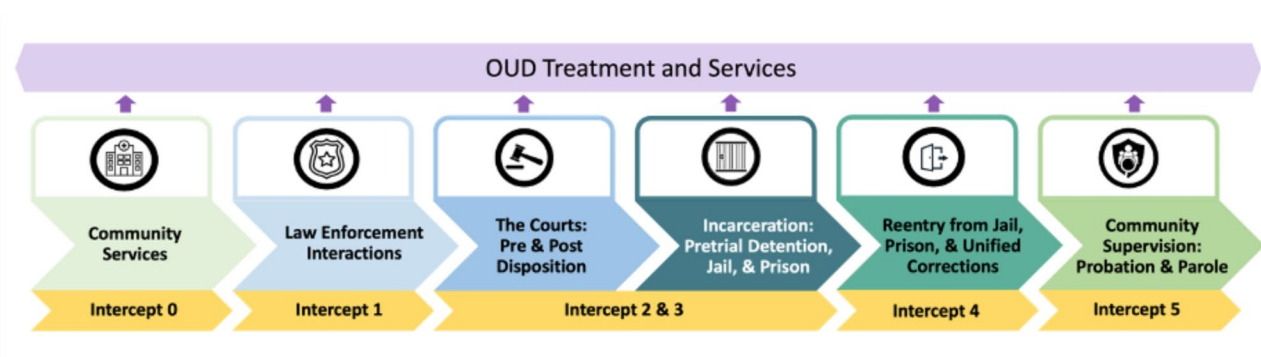 OUD Treatment and Services
Community
Services
Law Enforcement
Interactions
The Courts:
Pre & Post
Disposition
Incarceration:
Pretrial Detention,
Jail, & Prison
Reentry from Jail,
Prison, & Unified
Corrections
Community
Supervision:
Probation & Parole
Intercept 0
Intercept 1
Intercept 2 & 3
Intercept 4
Intercept 5